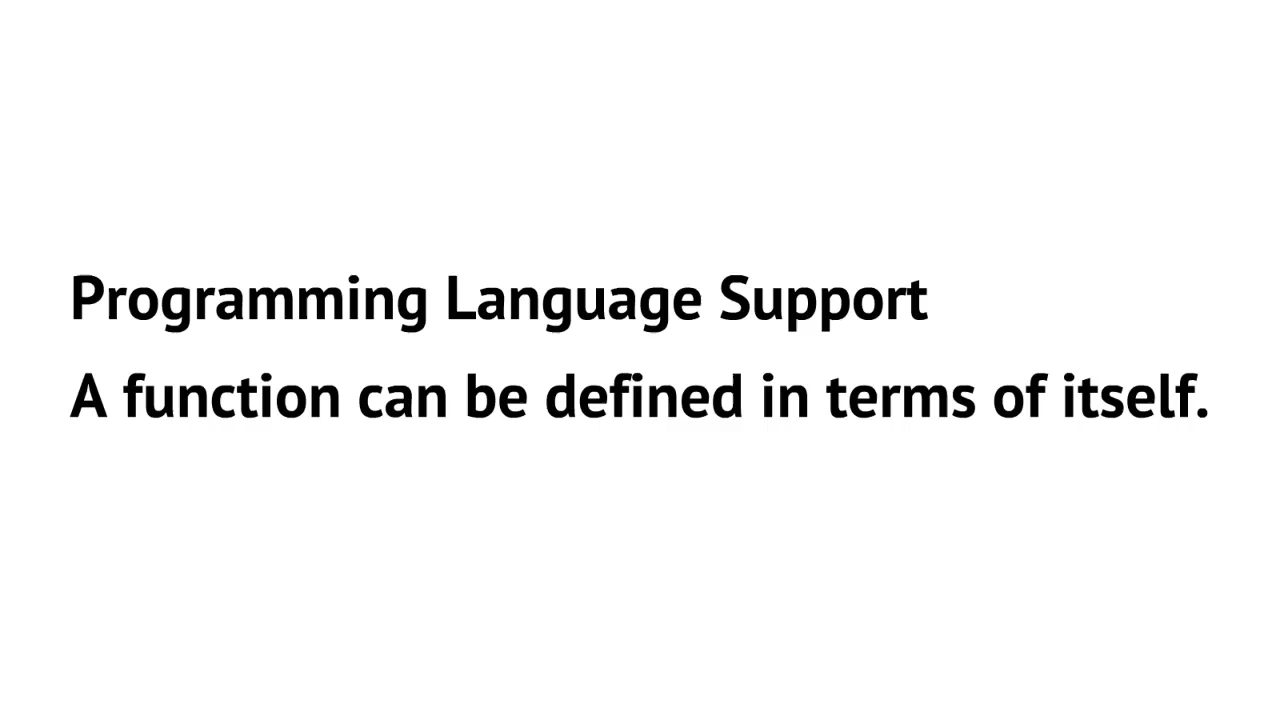 Programming Language Support
A function can be defined in terms of itself.